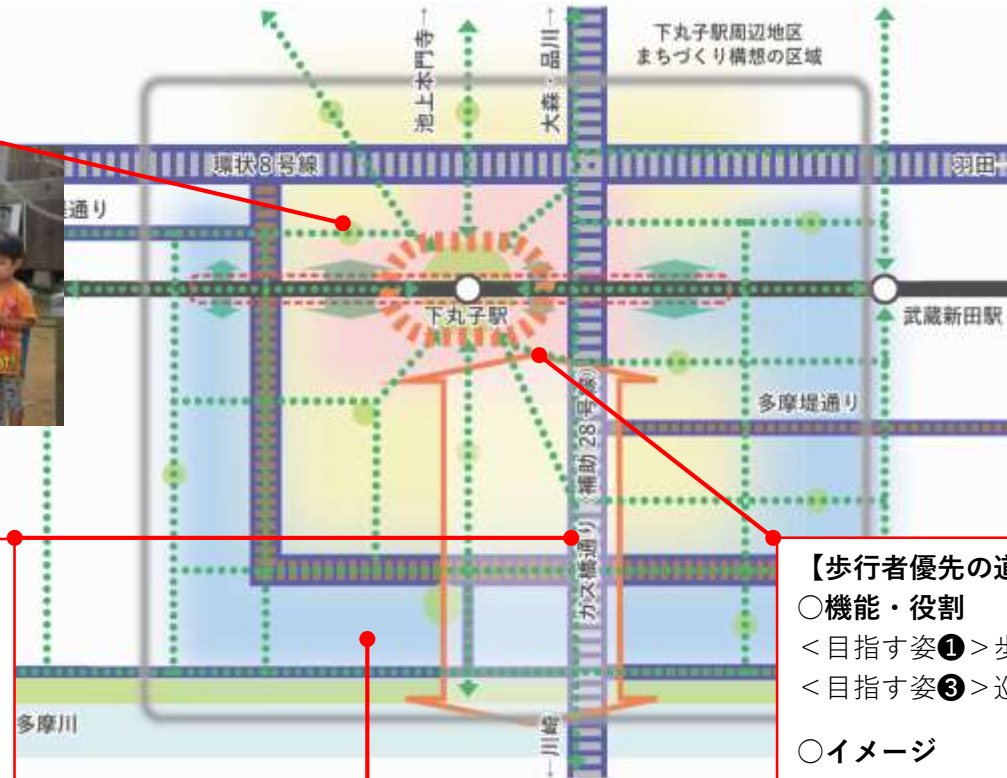 下丸子駅周辺地区
まちづくり構想の区域
池上本門寺→
大森・品川→
環状8号線
羽田
通り
下丸子駅
武蔵新田駅
多摩堤通り
ガス橋通り（補助28号線）
【歩行者優先の道
○機能・役割
＜目指す姿❶＞歩
＜目指す姿❸＞巡
○イメージ
多摩川
←川崎